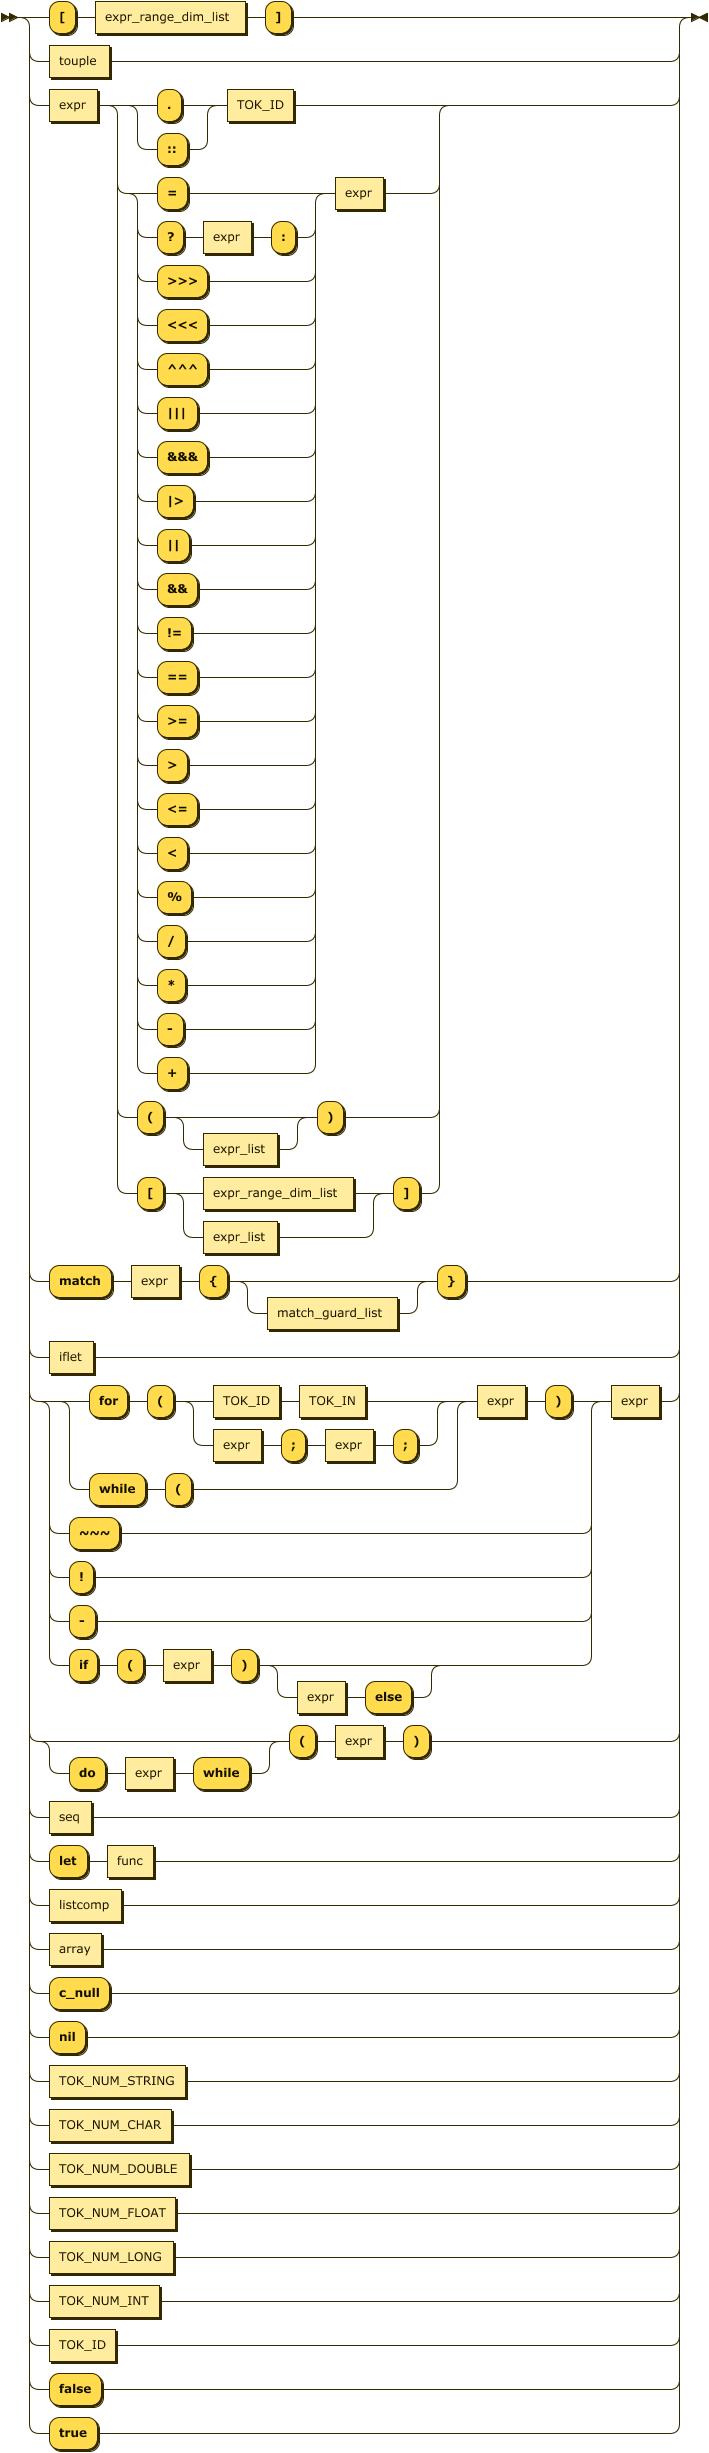 [ expr_range_dim_list ]
touple
expr . TOK_ID
::
= expr
? expr :
>>>
<<<
^^^
|||
&&&
|>
||
&&
!=
==
>=
>
<=
<
%
/
*
-
+
( )
expr_list
[ expr_range_dim_list ]
expr_list
match expr { }
match_guard_list
iflet
for ( TOK_ID TOK_IN expr ) expr
expr ; expr ;
while (
~~~
!
-
if ( expr )
expr else
( expr )
do expr while
seq
let func
listcomp
array
c_null
nil
TOK_NUM_STRING
TOK_NUM_CHAR
TOK_NUM_DOUBLE
TOK_NUM_FLOAT
TOK_NUM_LONG
TOK_NUM_INT
TOK_ID
false
true